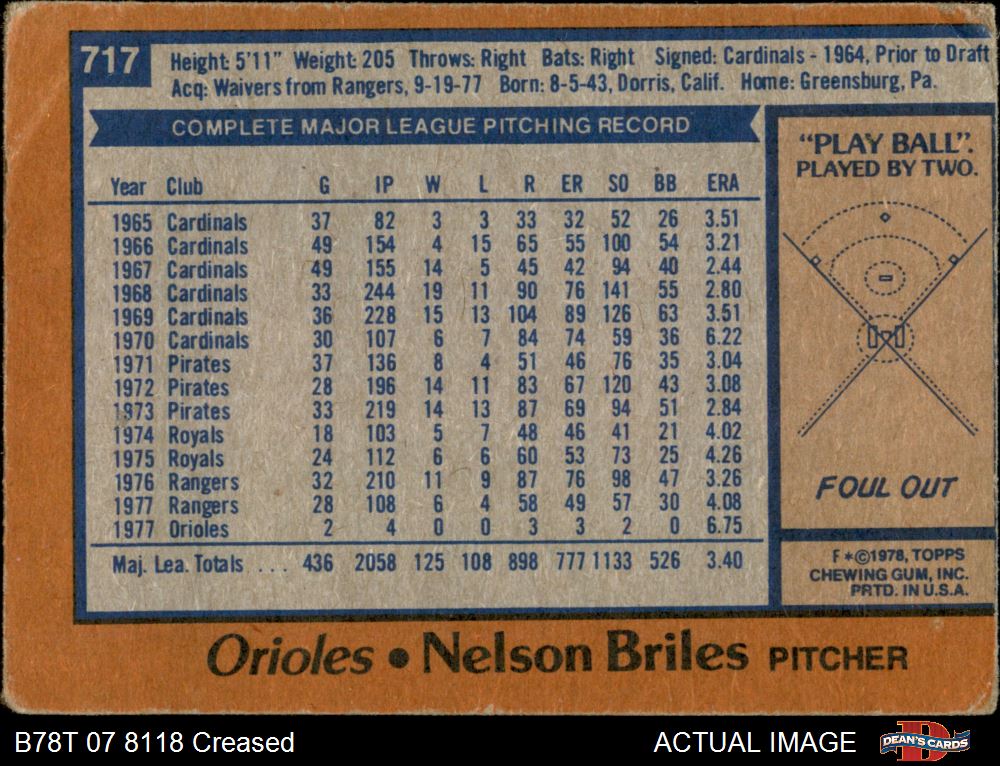 717
Height: 5'11" Weight: 205 Throws: Right Bats: Right Signed: Cardinals - 1964, Prior to Draft
Acq: Waivers from Rangers, 9-19-77 Born: 8-5-43, Dorris, Calif. Home: Greensburg, Pa.
COMPLETE MAJOR LEAGUE PITCHING RECORD
Year Club G IP W L R ER SO BB ERA
1965 Cardinals 37 82 3 3 33 32 52 26 3.51
1966 Cardinals 49 154 4 15 65 55 100 54 3.21
1967 Cardinals 49 155 14 5 45 42 94 40 2.44
1968 Cardinals 33 244 19 11 90 76 141 55 2.80
1969 Cardinals 36 228 15 13 104 89 126 63 3.51
1970 Cardinals 30 107 6 7 84 74 59 36 6.22
1971 Pirates 37 136 8 4 51 46 76 35 3.04
1972 Pirates 28 196 14 11 83 67 120 43 3.08
1973 Pirates 33 219 14 13 87 69 94 51 2.84
1974 Royals 18 103 5 7 48 46 41 21 4.02
1975 Royals 24 112 6 6 60 53 73 25 4.26
1976 Rangers 32 210 11 9 87 76 98 47 3.26
1977 Rangers 28 108 6 4 58 49 57 30 4.08
1977 Orioles 2 4 0 0 3 3 2 0 6.75
Maj. Lea. Totals .... 436 2058 125 108 898 777 1133 526 3.40
"PLAY BALL".
PLAYED BY TWO.
FOUL OUT
F*©1978, TOPPS
CHEWING GUM, INC.
PRTD. IN U.S.A.
Orioles • Nelson Briles PITCHER
B78T 07 8118 Creased
ACTUAL IMAGE
D
DEAN'S CARDS